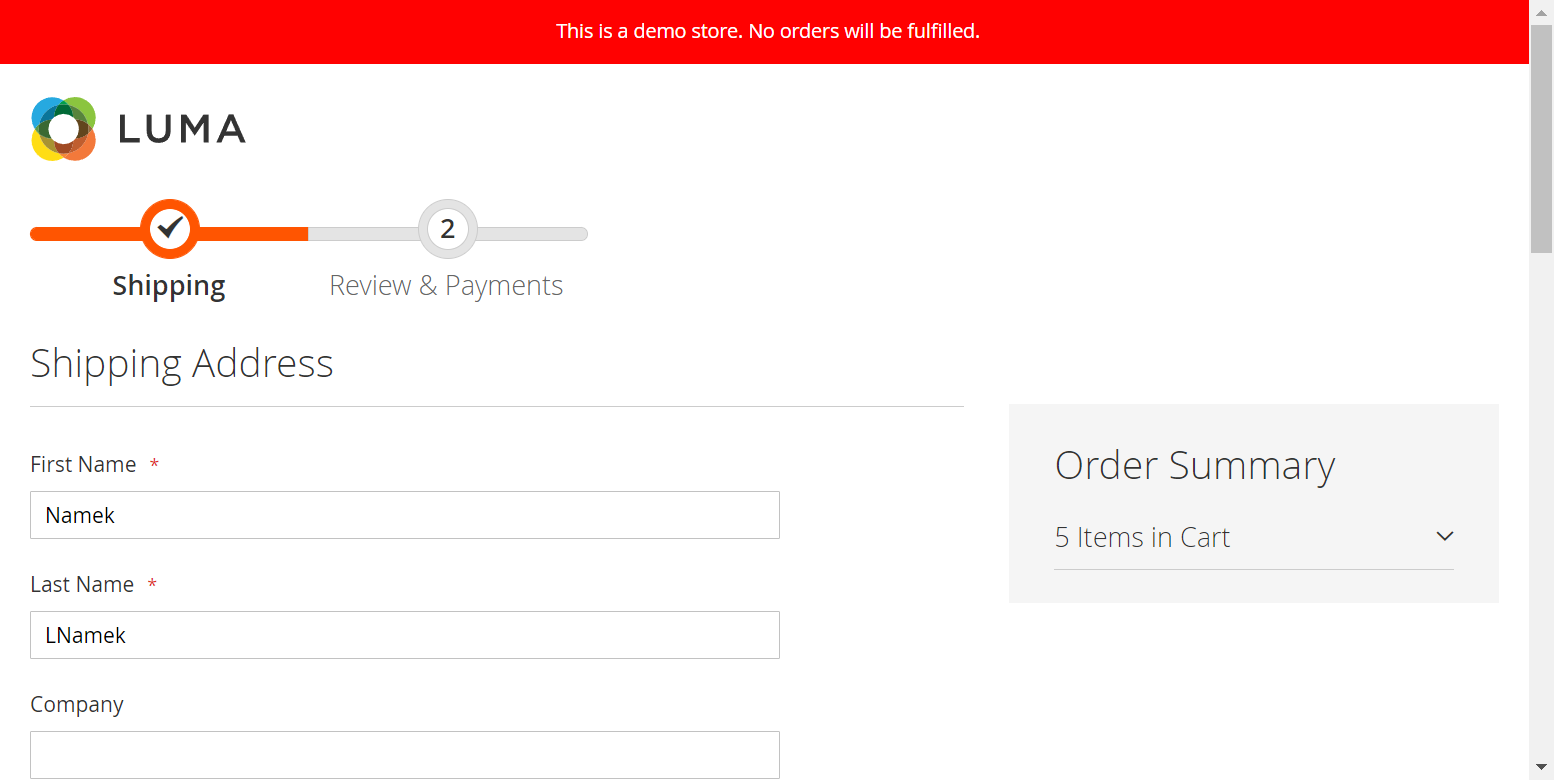 This is a demo store. No orders will be fulfilled.
LUMA
2
Shipping
Review & Payments
Shipping Address
First Name *
Namek
Last Name *
LNamek
Company
Order Summary
5 Items in Cart